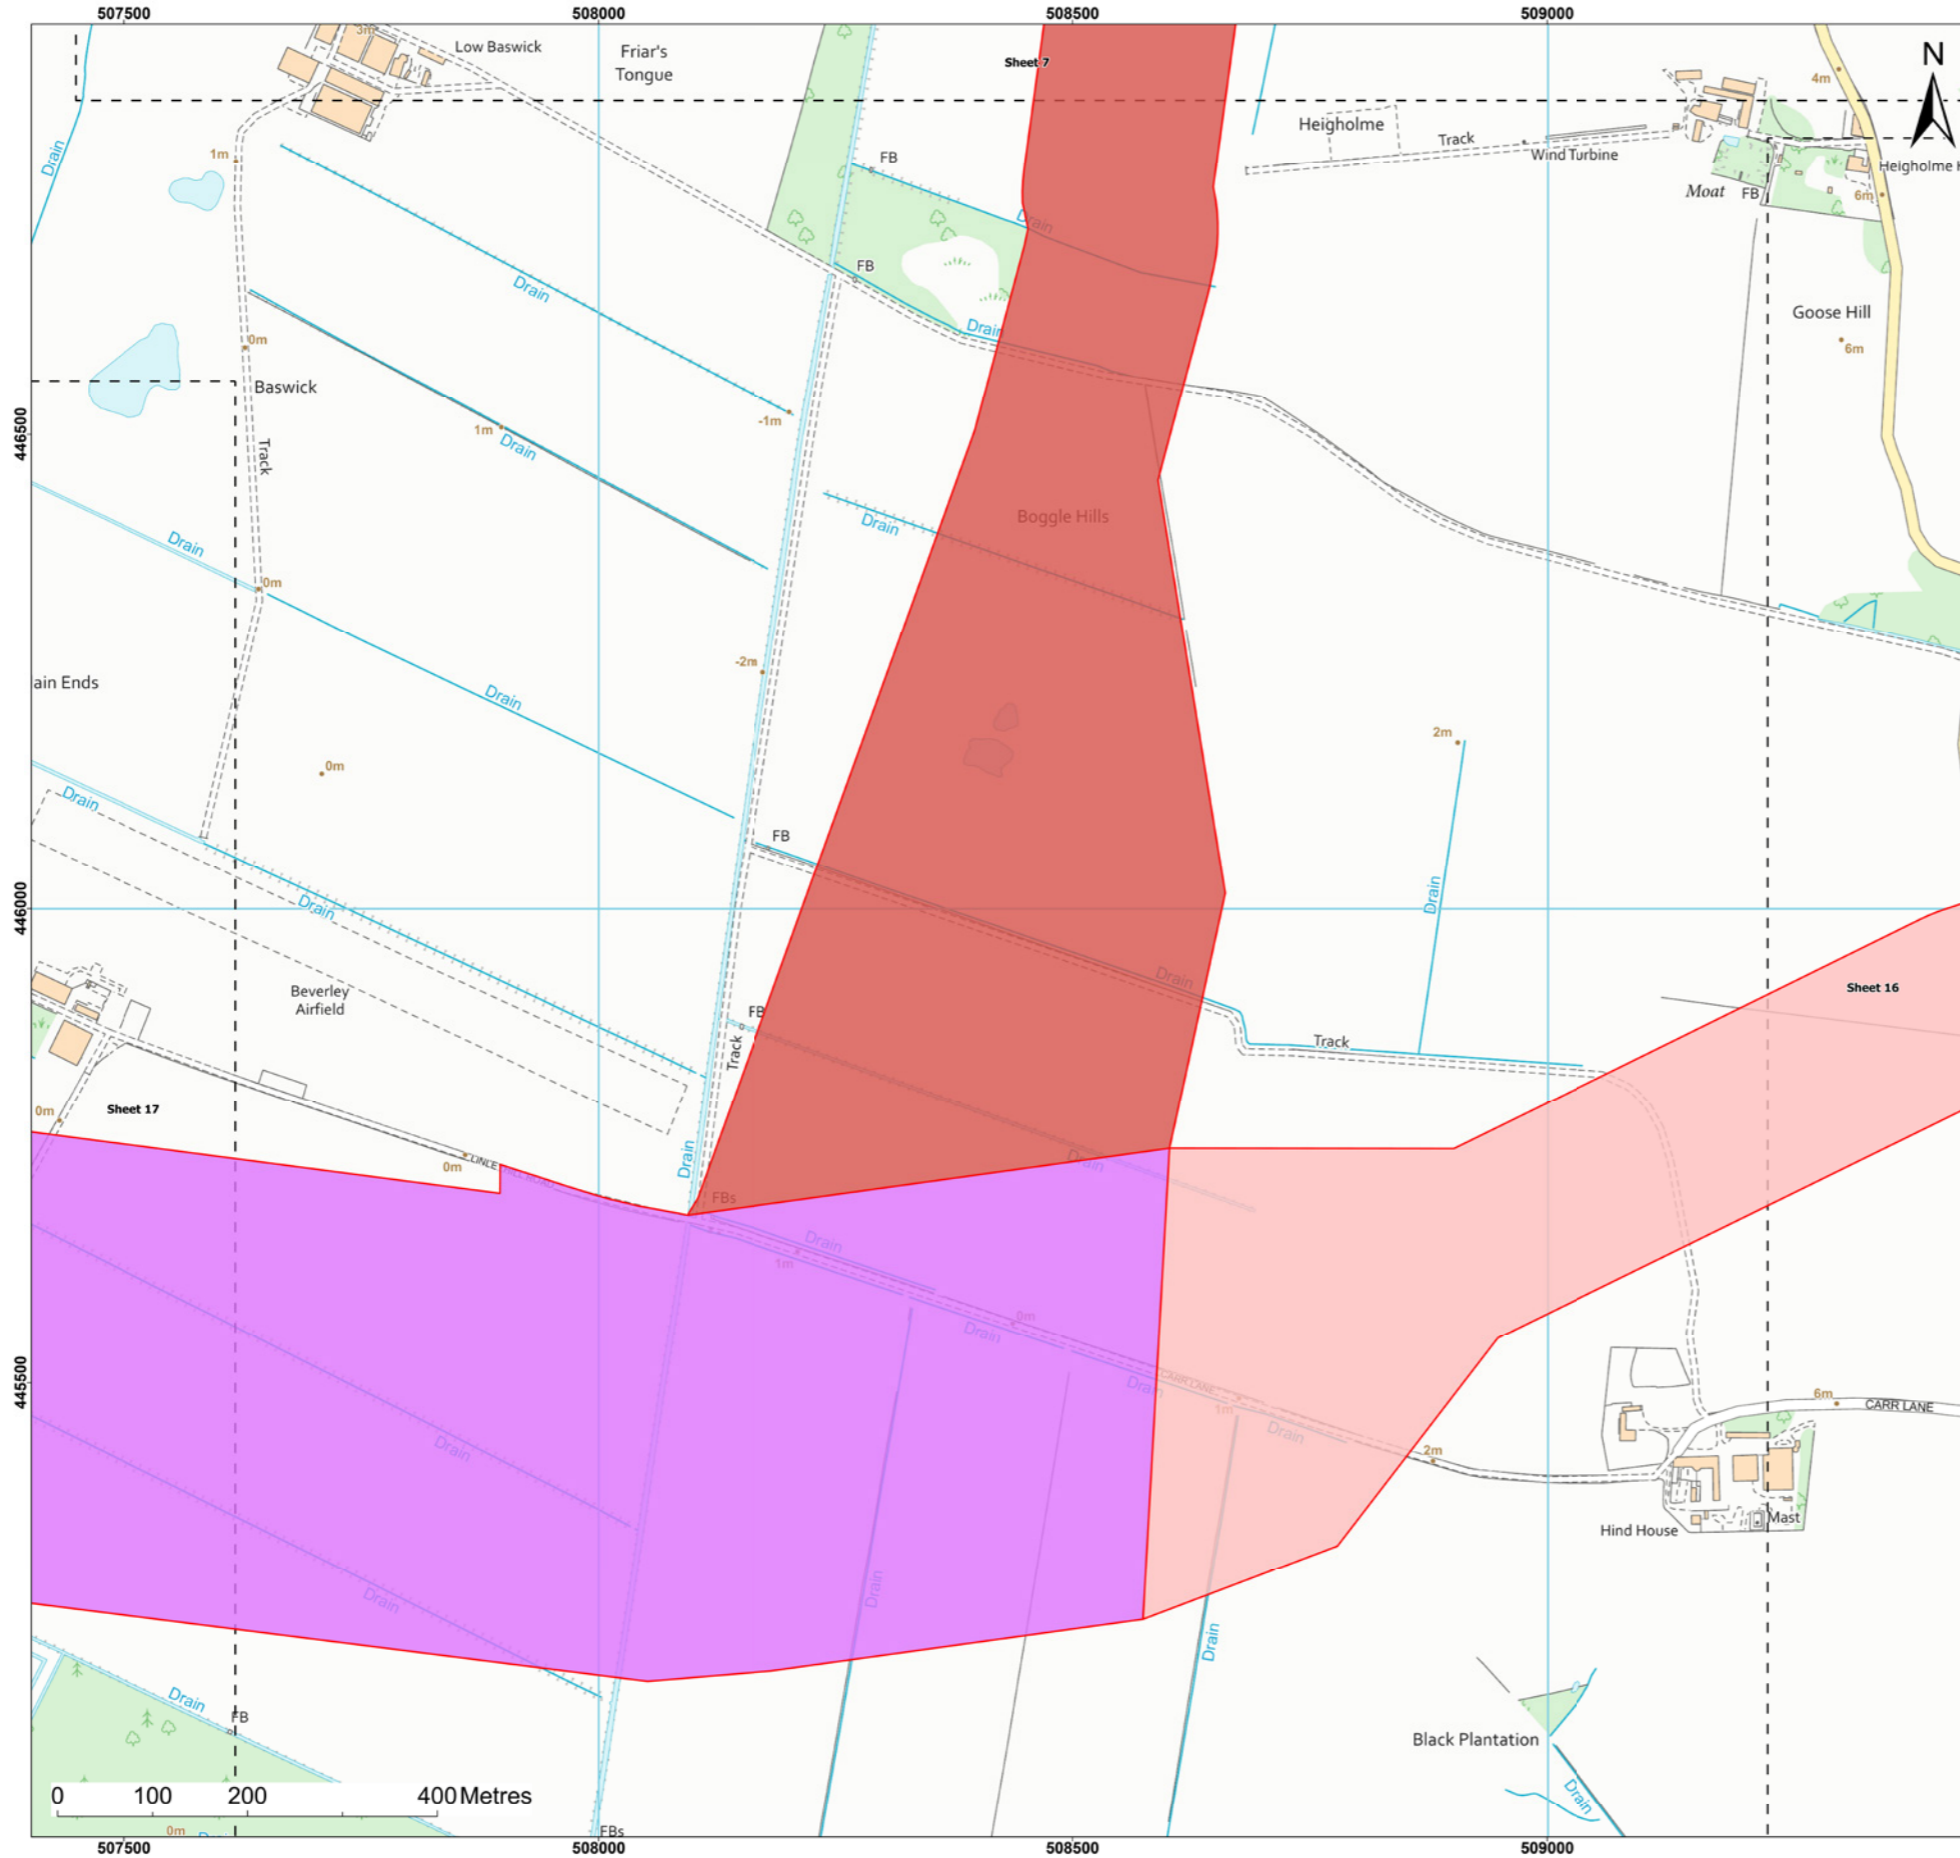 507500
508000
508500
509000
3m
Low Baswick
Friar's
Tongue
Sheet 7
N
4m
Heigholme
Track
Wind Turbine
Heigholme
Moat
FB
6m
Drain
1m
FB
Drain
FB
Drain
Drain
Goose Hill
6m
0m
Baswick
-1m
446500
1m
Drain
Track
Drain
Boggle Hills
Drain
0m
-2m
ain Ends
Drain
2m
0m
Drain
FB
Drain
446000
Drain
Drain
Sheet 16
Beverley
Airfield
FB
Track
Track
0m
Sheet 17
Drain
0m
Drain
FBs
Drain
1m
0m
Drain
445500
CARR LANE
Drain
1m
Drain
6m
CARR LANE
2m
Drain
Mast
Hind House
Drain
Drain
Drain
Drain
FB
Black Plantation
Drain
0 100 200 400 Metres
0m
FBs
507500
508000
508500
509000